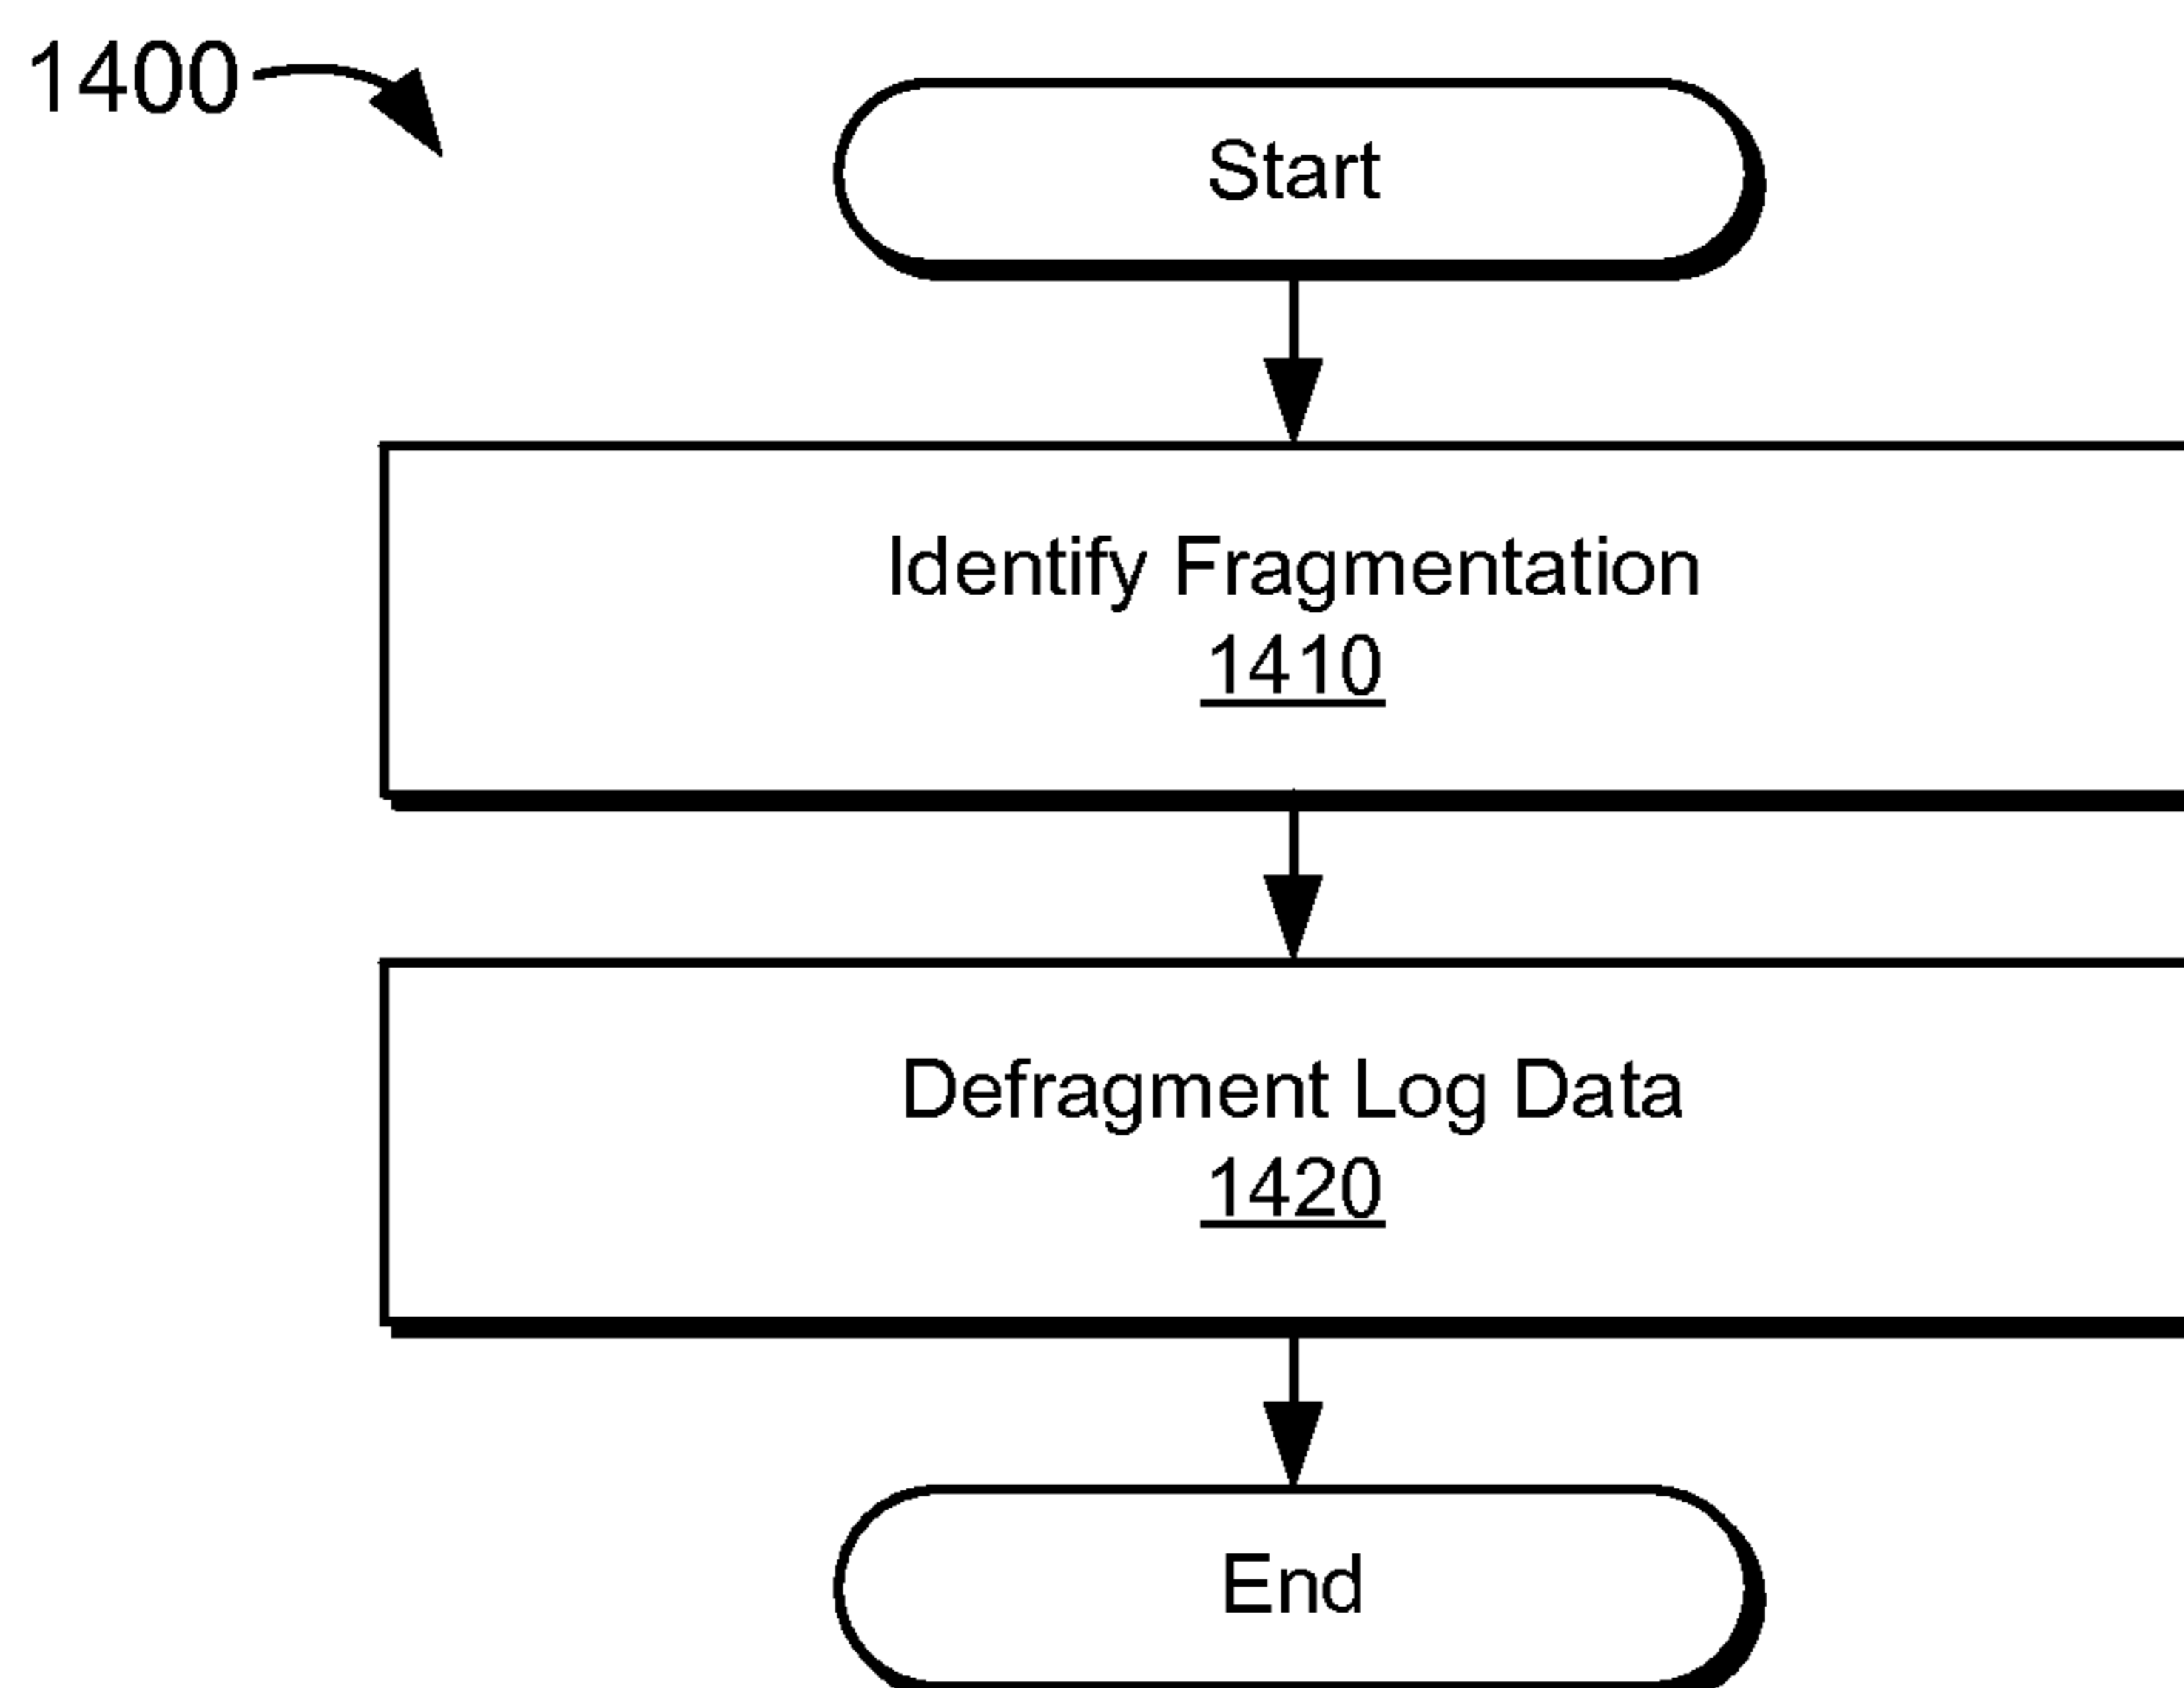 1400
Start
Identify Fragmentation
1410
Defragment Log Data
1420
End